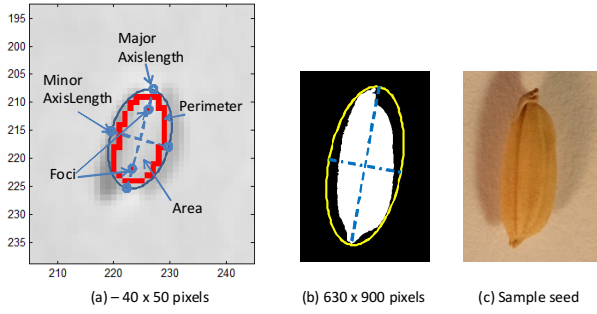 195
200
205
210
215
220
225
230
235
210
220
230
240
Major
Axislength
Minor
AxisLength
Perimeter
Foci
Area
(a) – 40 x 50 pixels
(b) 630 x 900 pixels
(c) Sample seed